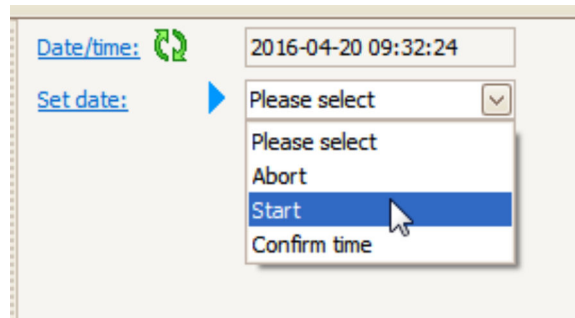 Date/time: 2016-04-20 09:32:24
Set date: Please select
Please select
Abort
Start
Confirm time